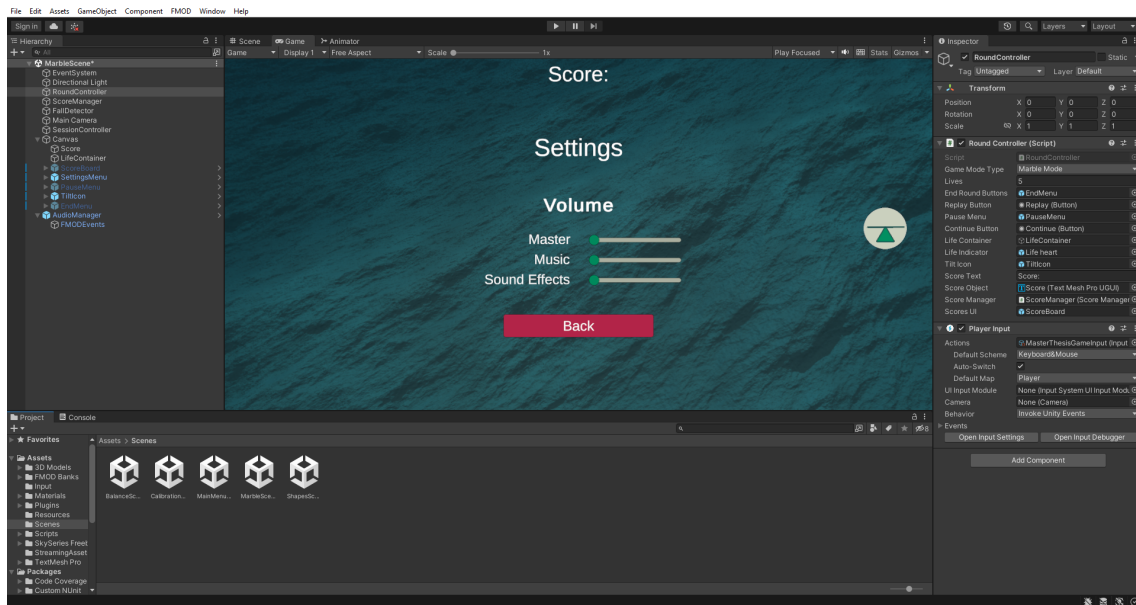 File Edit Assets GameObject Component FMOD Window Help
Sign in Layers Layout
Hierarchy
All
MarbleScene*
EventSystem
Directional Light
RoundController
ScoreManager
FallDetector
Main Camera
SessionController
Canvas
Score
LifeContainer
ScoreBoard
SettingsMenu
PauseMenu
TiltIcon
EndMenu
AudioManager
FMODEvents
Scene Game Animator
Game Display 1 Free Aspect Scale 1x Play Focused Stats Gizmos
Score:
Settings
Volume
Master
Music
Sound Effects
Back
Inspector
RoundController Static
Tag Untagged Layer Default
Transform
Position X 0 Y 0 Z 0
Rotation X 0 Y 0 Z 0
Scale X 1 Y 1 Z 1
Round Controller (Script)
Script RoundController
Game Mode Type Marble Mode
Lives 5
End Round Buttons EndMenu
Replay Button Replay (Button)
Pause Menu PauseMenu
Continue Button Continue (Button)
Life Container LifeContainer
Life Indicator Life heart
Tilt Icon TiltIcon
Score Text Score:
Score Object Score (Text Mesh Pro UGUI)
Score Manager ScoreManager (Score Manager
Scores UI ScoreBoard
Player Input
Actions MasterThesisGameInput (Input
Default Scheme Keyboard&Mouse
Auto-Switch
Default Map Player
UI Input Module None (Input System UI Input Modu
Camera None (Camera)
Behavior Invoke Unity Events
Events
Open Input Settings Open Input Debugger
Add Component
Project Console
8
Favorites
Assets
3D Models
FMOD Banks
Input
Materials
Plugins
Resources
Scenes
Scripts
SkySeries Freeb
StreamingAsset
TextMesh Pro
Packages
Code Coverage
Custom NUnit
Assets > Scenes
BalanceSc... Calibration... MainMenu... MarbleSce... ShapesSc...